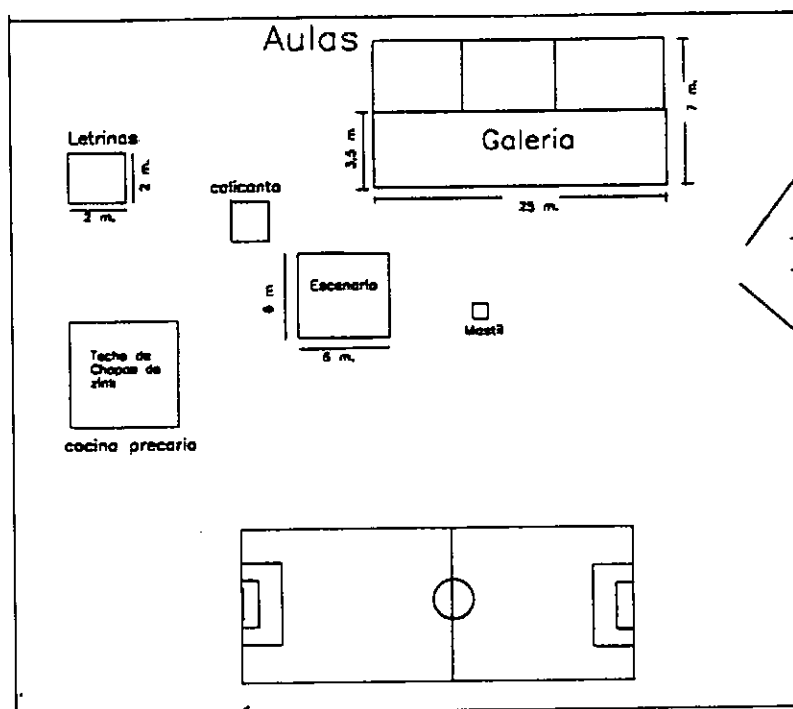 Aulas
7 m.
3,5 m
Galeria
25 m.
Letrinas
2 m.
2 m.
calicanto
Escenario
6 m
6 m.
Mastil
Techo de
Chapas de
zink
cocina precaria